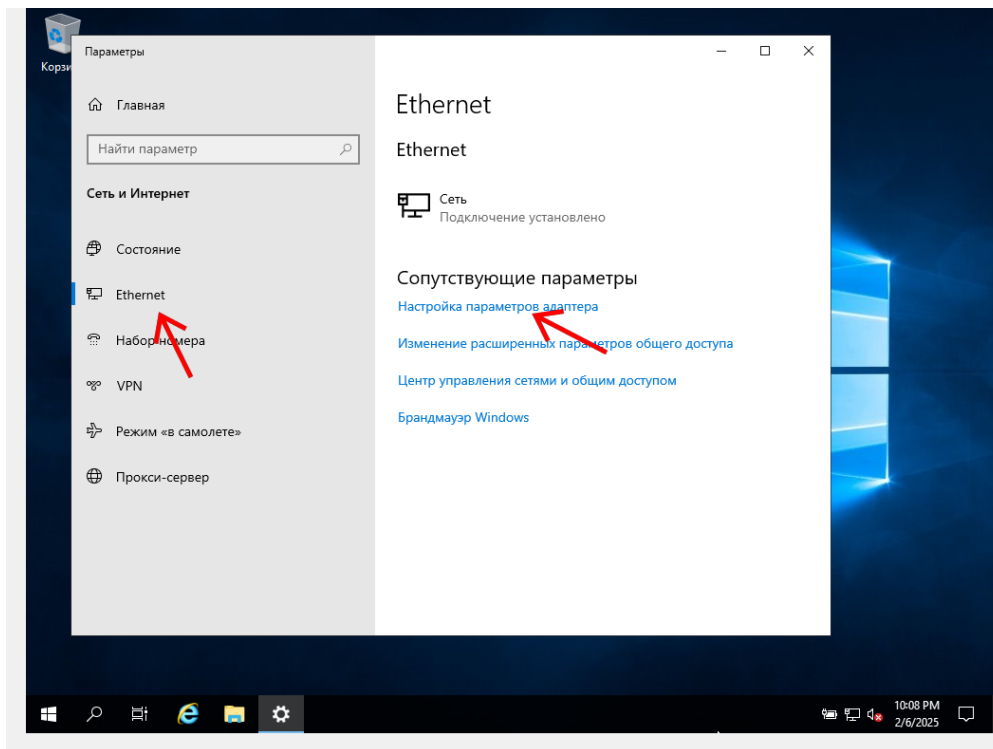 Корзи
Параметры
Главная
Найти параметр
Сеть и Интернет
Состояние
Ethernet
Набор номера
VPN
Режим «в самолете»
Прокси-сервер
Ethernet
Ethernet
Сеть
Подключение установлено
Сопутствующие параметры
Настройка параметров адаптера
Изменение расширенных параметров общего доступа
Центр управления сетями и общим доступом
Брандмауэр Windows
10:08 PM
2/6/2025